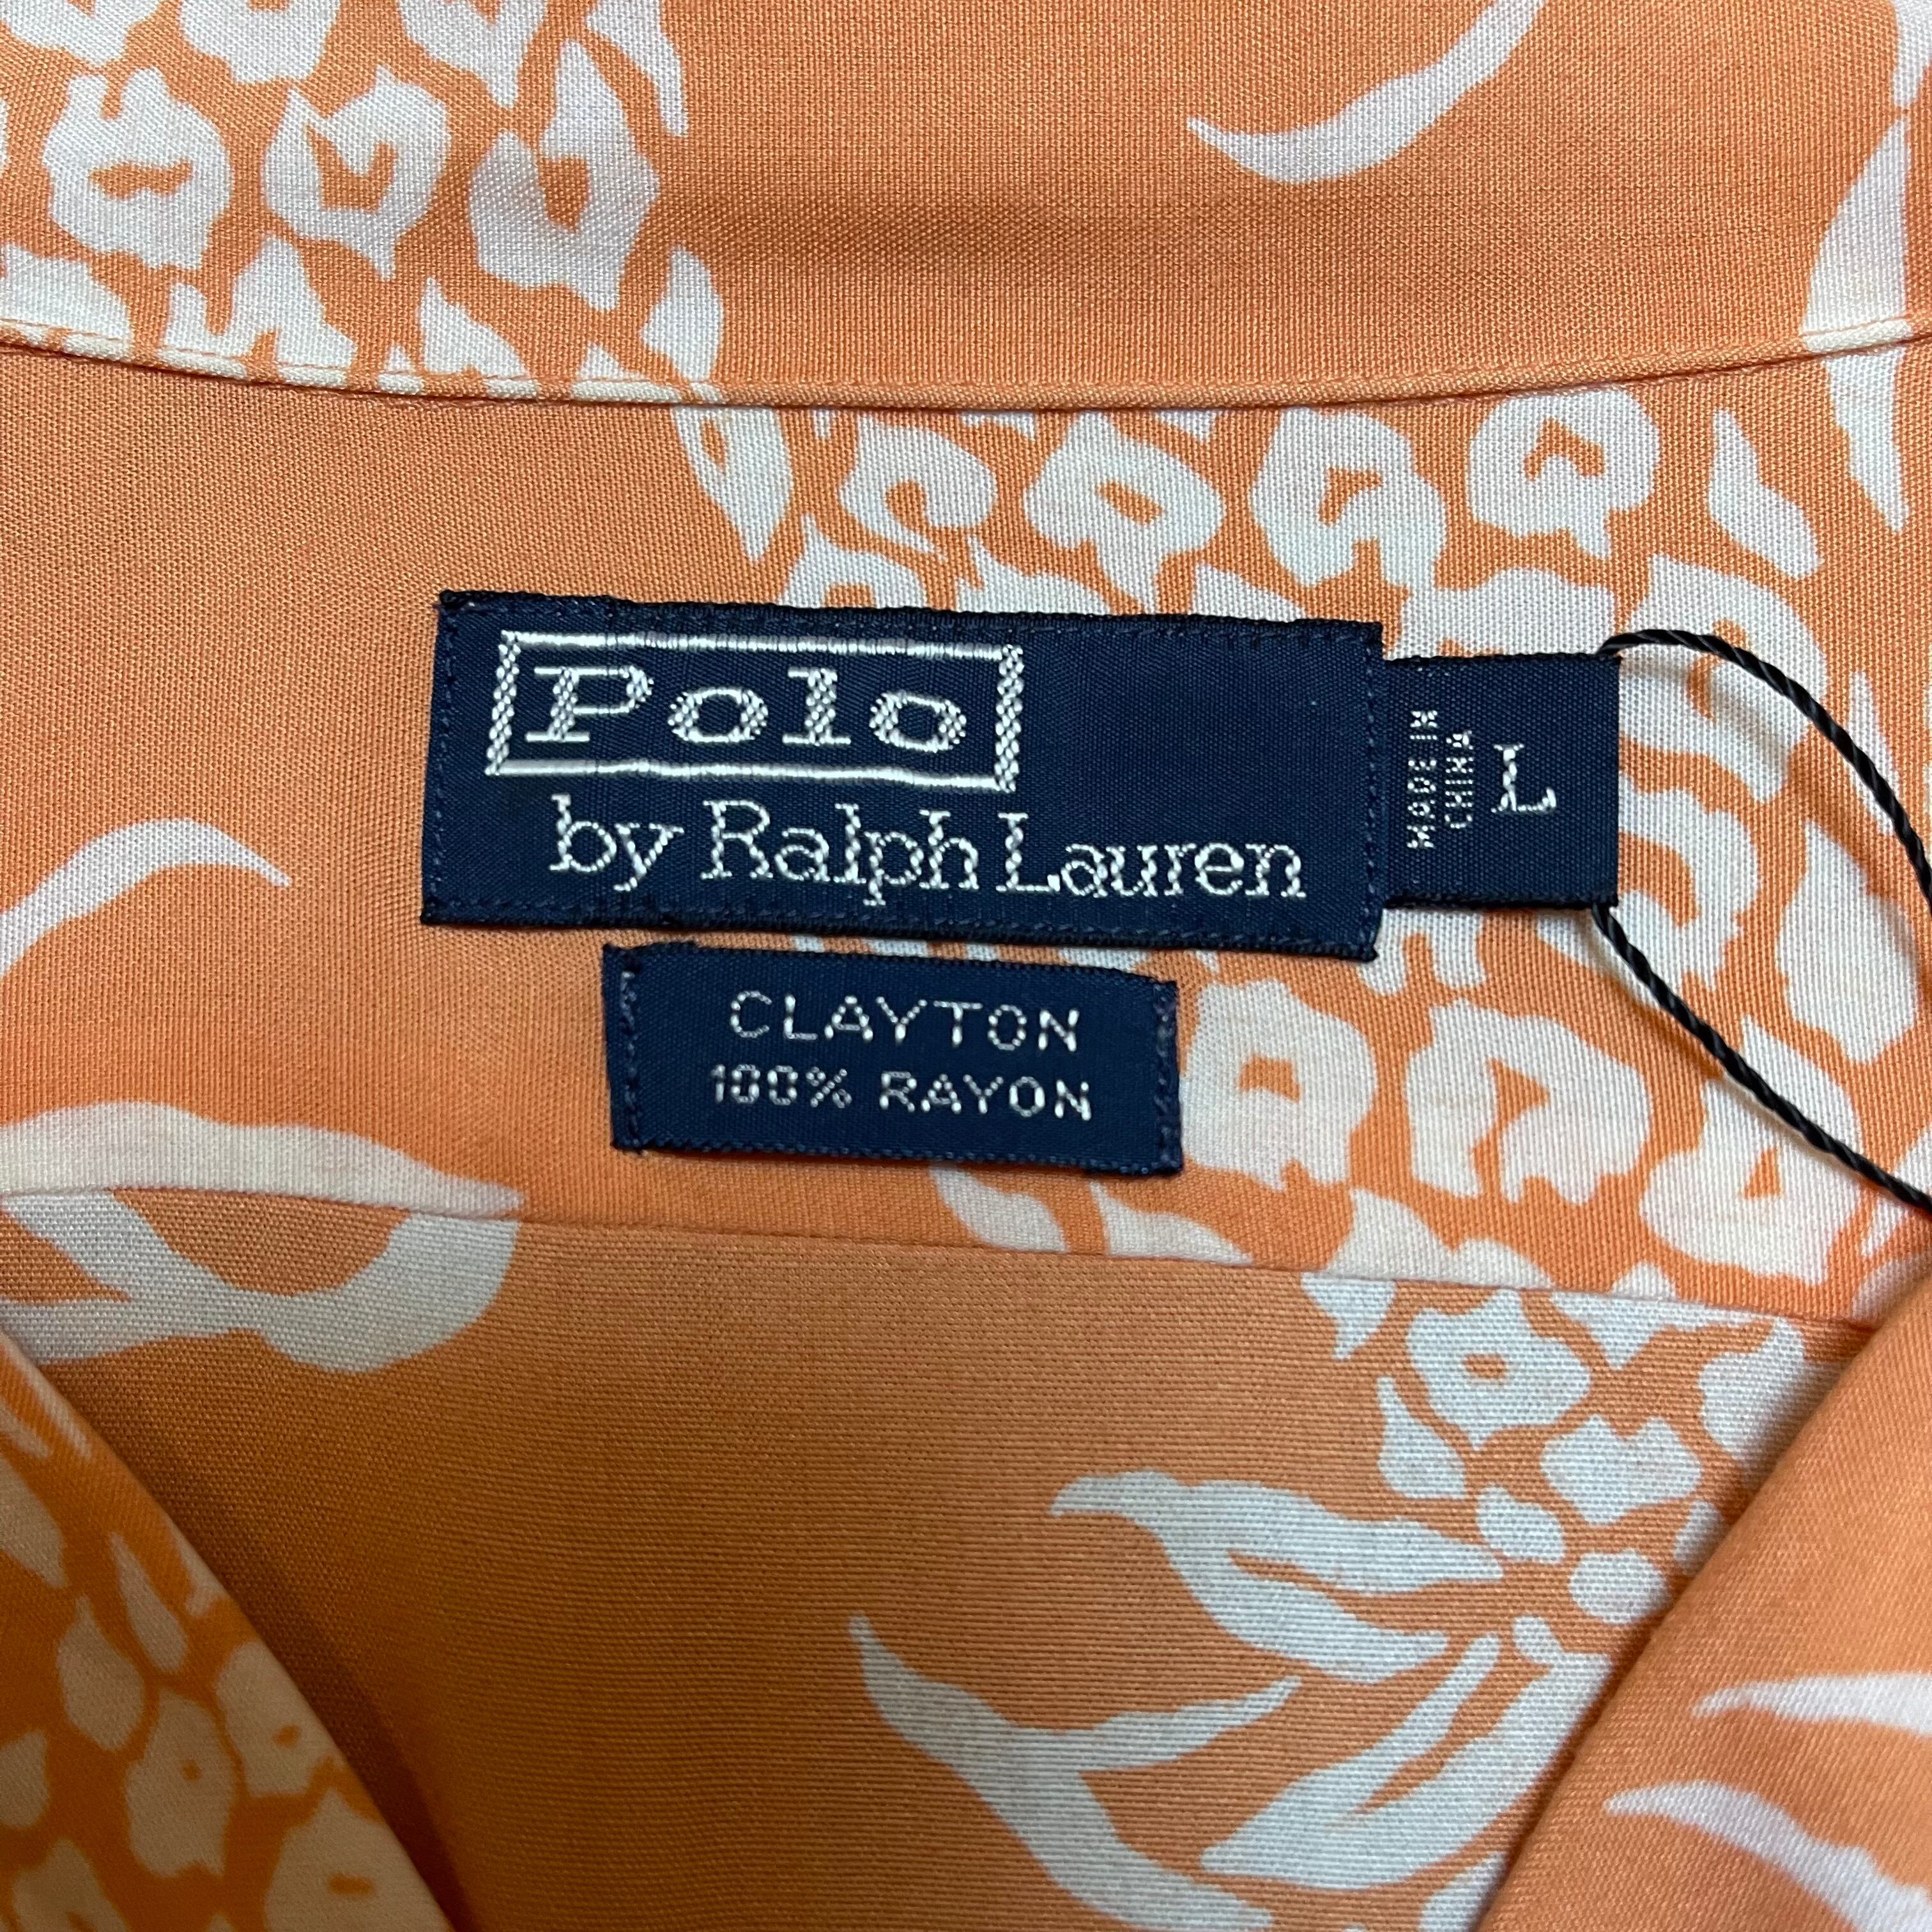 Polo
by Ralph Lauren
MADE IN
CHINA
L
CLAYTON
100% RAYON